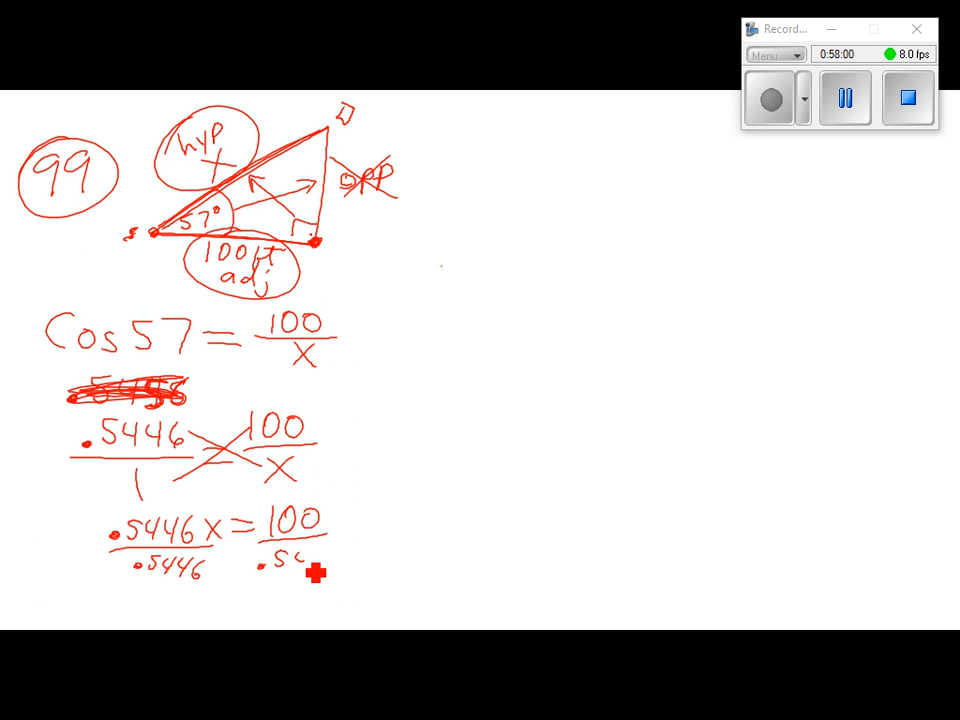 Record...
Menu
0:58:00
8.0 fps
99
hyp
x
opp
57°
100ft
adj
Cos 57 = 100/x
.5446/1 = 100/x
.5446x = 100
.5446